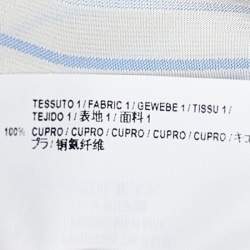 TESSUTO 1 / FABRIC 1 / GEWEBE 1 / TISSU 1 /
TEJIDO 1 / 表地 1 / 面料 1
100% CUPRO / CUPRO / CUPRO / CUPRO / CUPRO / キュ
プラ / 铜氨纤维